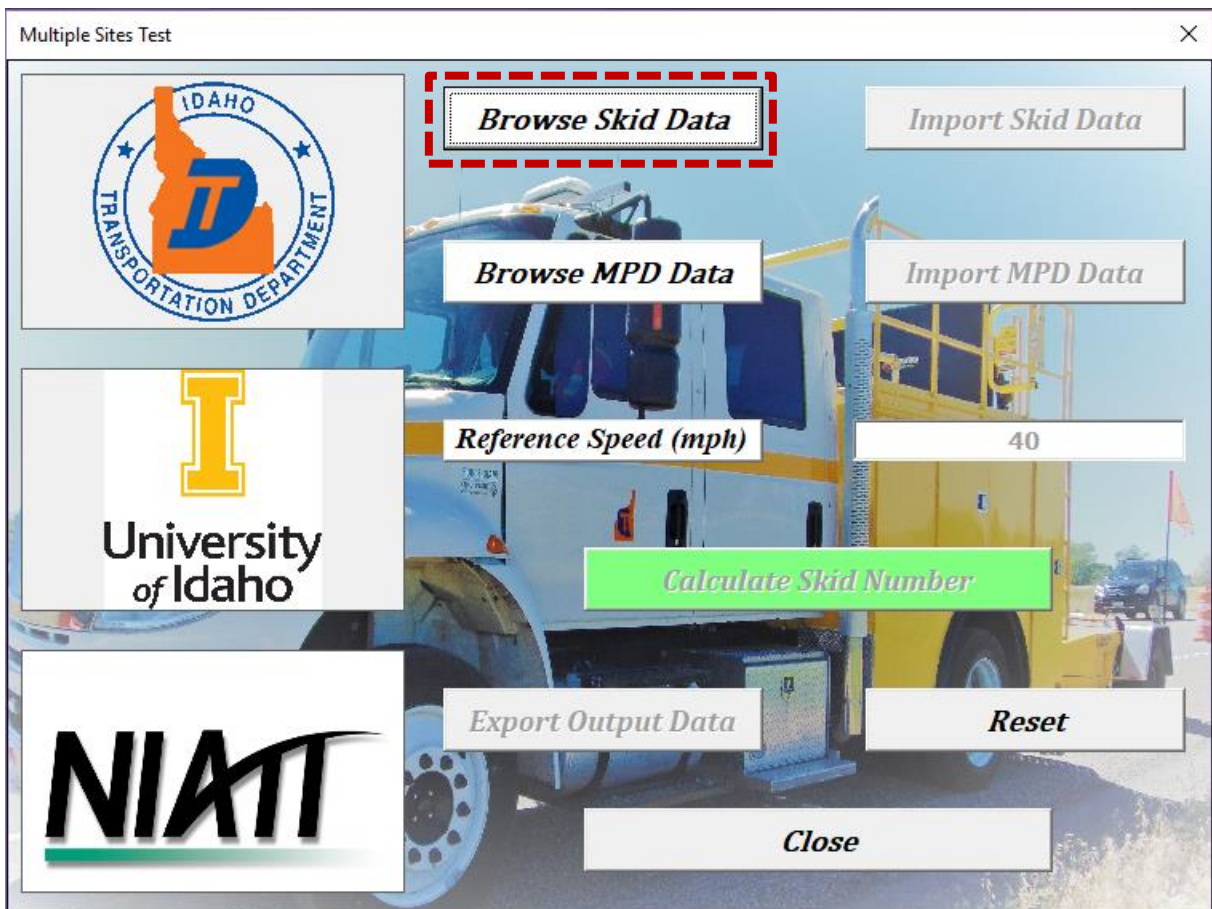 Multiple Sites Test
IDAHO
TRANSPORTATION DEPARTMENT
Browse Skid Data
Import Skid Data
Browse MPD Data
Import MPD Data
University
of Idaho
Reference Speed (mph)
40
Calculate Skid Number
NIATT
Export Output Data
Reset
Close